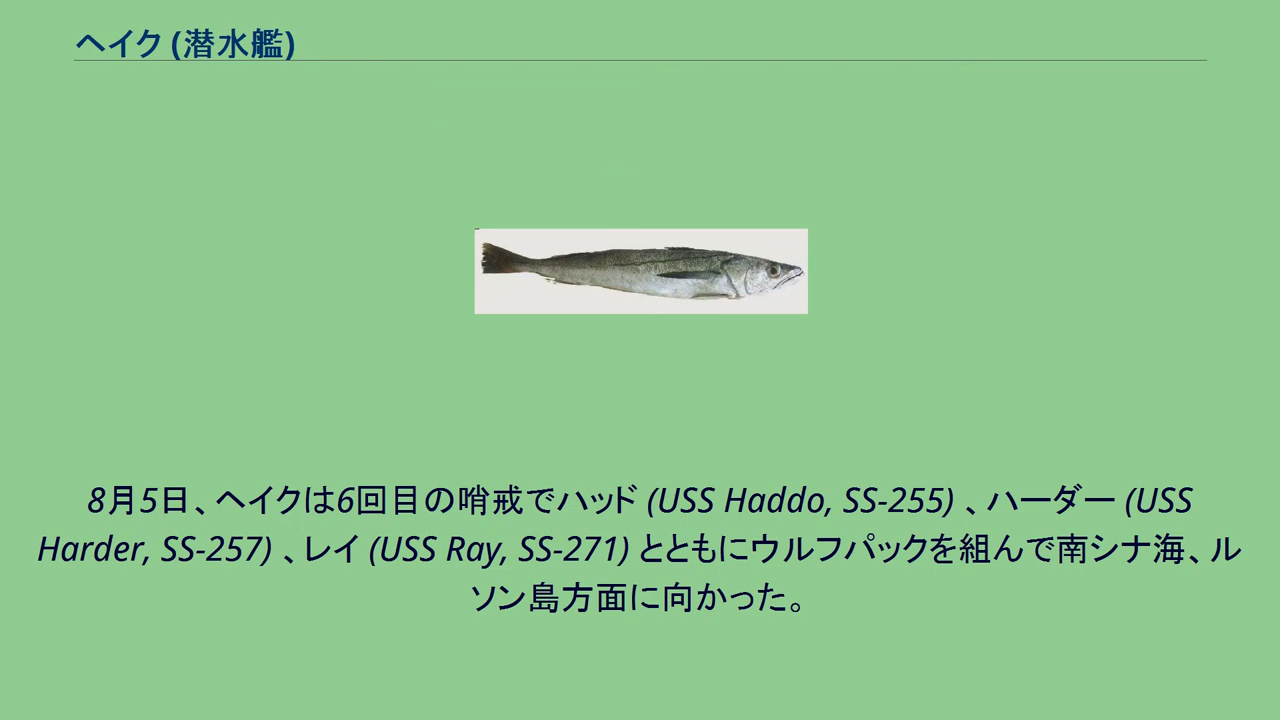 ヘイク (潜水艦)
8月5日、ヘイクは6回目の哨戒でハッド (USS Haddo, SS-255) 、ハーダー (USS
Harder, SS-257) 、レイ (USS Ray, SS-271) とともにウルフパックを組んで南シナ海、ル
ソン島方面に向かった。